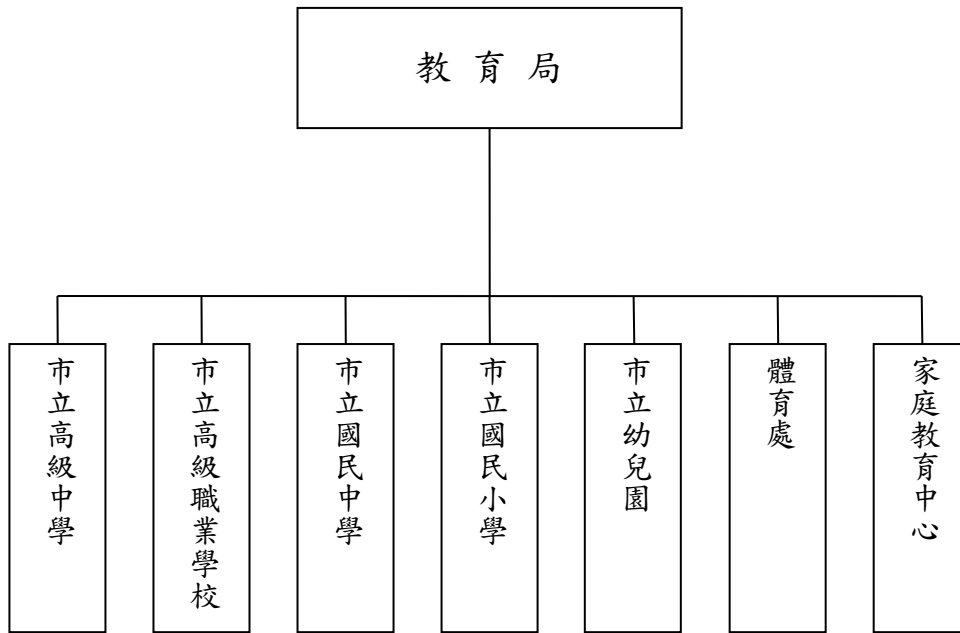 教育局
市立高級中學
市立高級職業學校
市立國民中學
市立國民小學
市立幼兒園
體育處
家庭教育中心